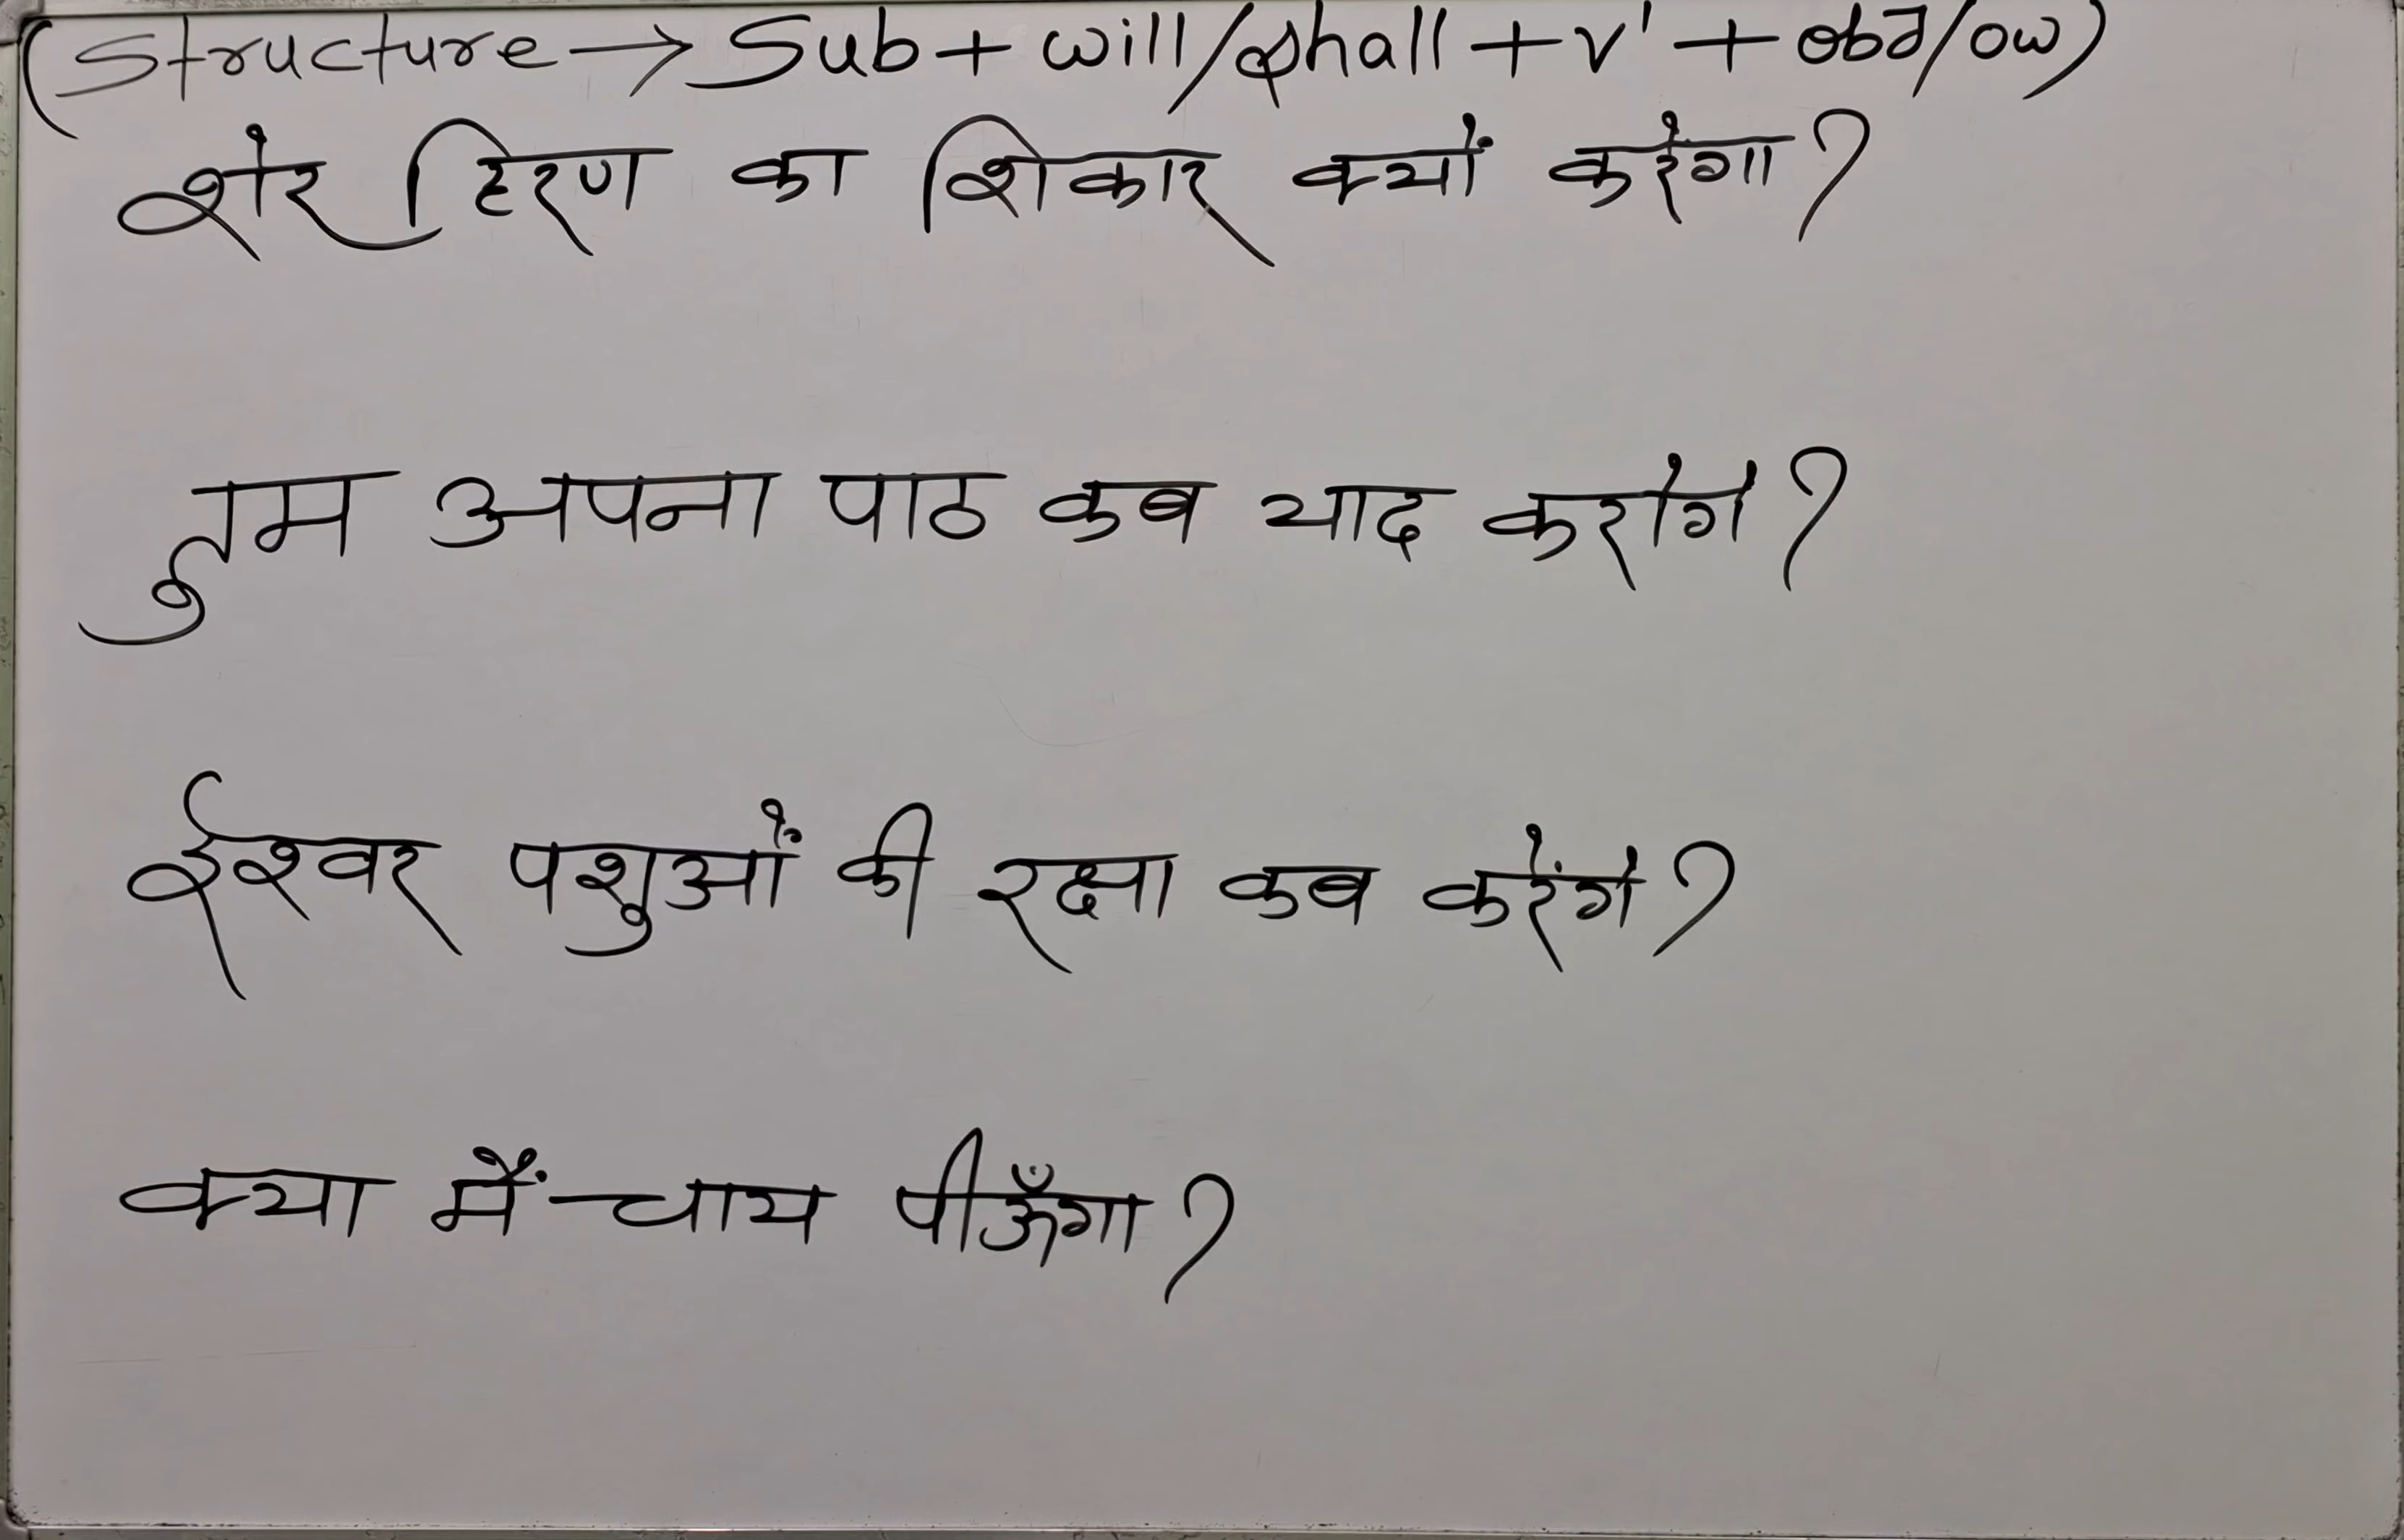 (Structure → Sub + will/shall + v' + obj/ow)
शेर हिरण का शिकार क्यों करेगा?
तुम अपना पाठ कब याद करोगे?
ईश्वर पशुओं की रक्षा कब करेंगे?
क्या मैं चाय पीऊँगा?